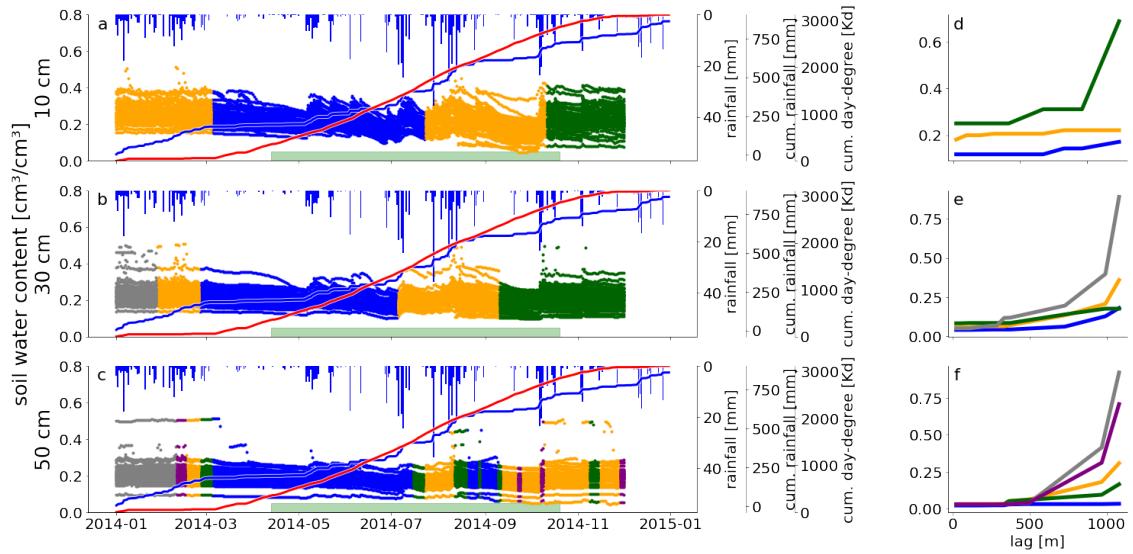 soil water content [cm³/cm³]
10 cm
a
0.8
0.6
0.4
0.2
0.0
0
20
40
rainfall [mm]
750
500
250
0
cum. rainfall [mm]
3000
2000
1000
0
cum. day-degree [Kd]
d
0.6
0.4
0.2
30 cm
b
0.8
0.6
0.4
0.2
0.0
0
20
40
rainfall [mm]
750
500
250
0
cum. rainfall [mm]
3000
2000
1000
0
cum. day-degree [Kd]
e
0.75
0.50
0.25
0.00
50 cm
c
0.8
0.6
0.4
0.2
0.0
0
20
40
rainfall [mm]
750
500
250
0
cum. rainfall [mm]
3000
2000
1000
0
cum. day-degree [Kd]
f
0.75
0.50
0.25
0.00
2014-01 2014-03 2014-05 2014-07 2014-09 2014-11 2015-01
0 500 1000
lag [m]